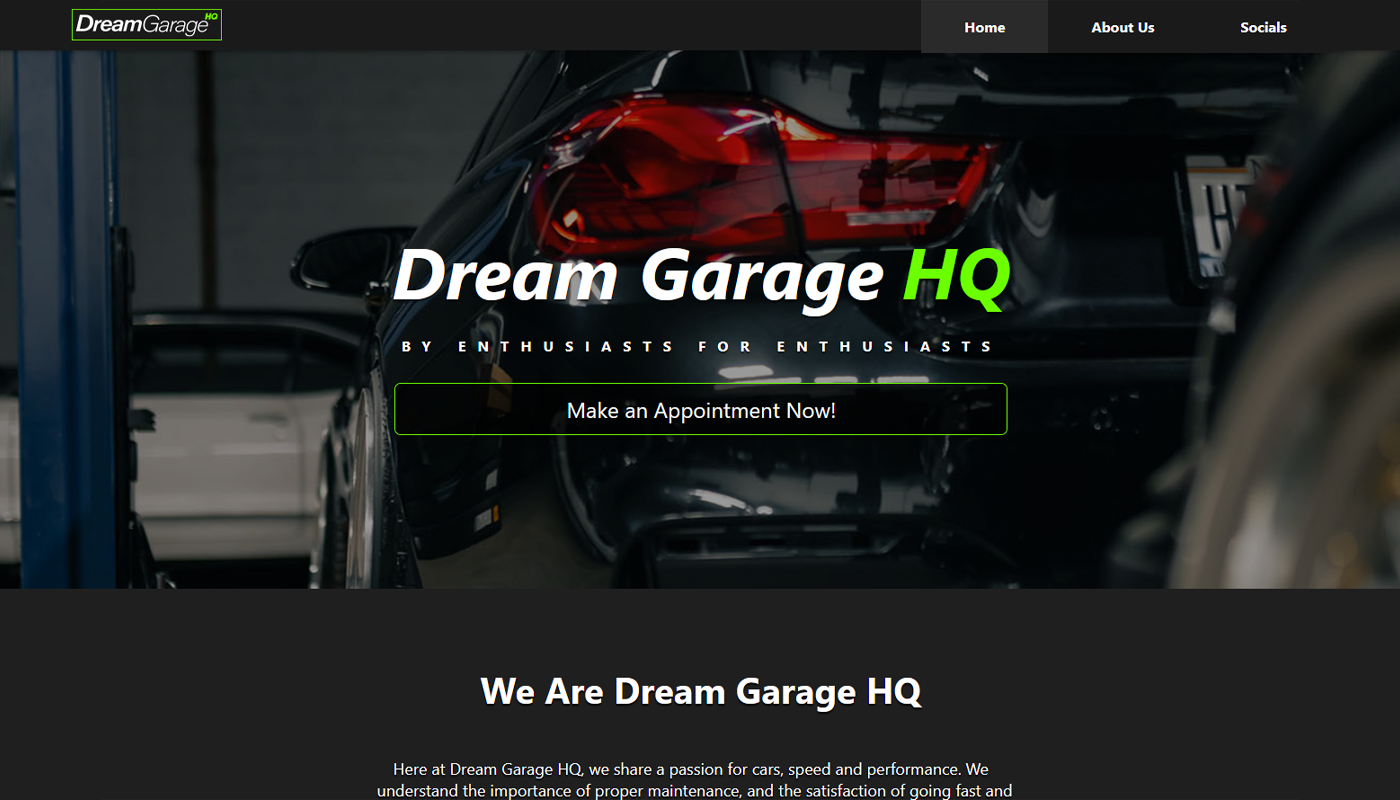 DreamGarage HQ
Home
About Us
Socials
Dream Garage HQ
BY ENTHUSIASTS FOR ENTHUSIASTS
Make an Appointment Now!
We Are Dream Garage HQ
Here at Dream Garage HQ, we share a passion for cars, speed and performance. We
understand the importance of proper maintenance, and the satisfaction of going fast and